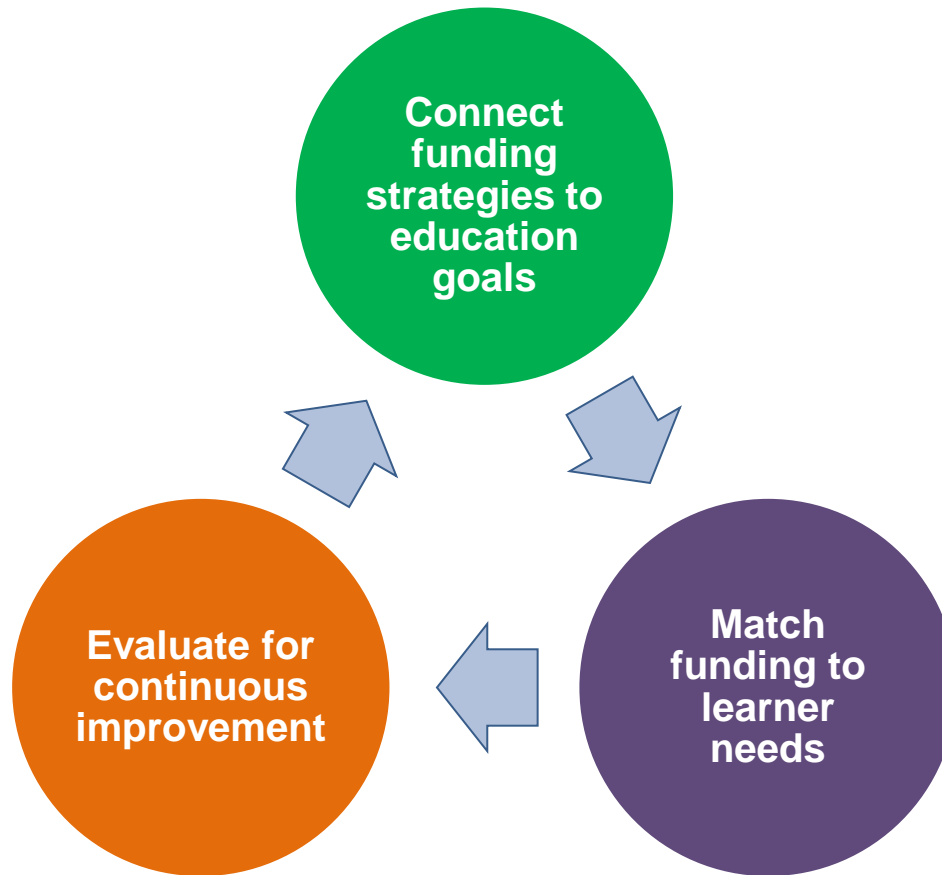 Connect
funding
strategies to
education
goals
Match
funding to
learner
needs
Evaluate for
continuous
improvement